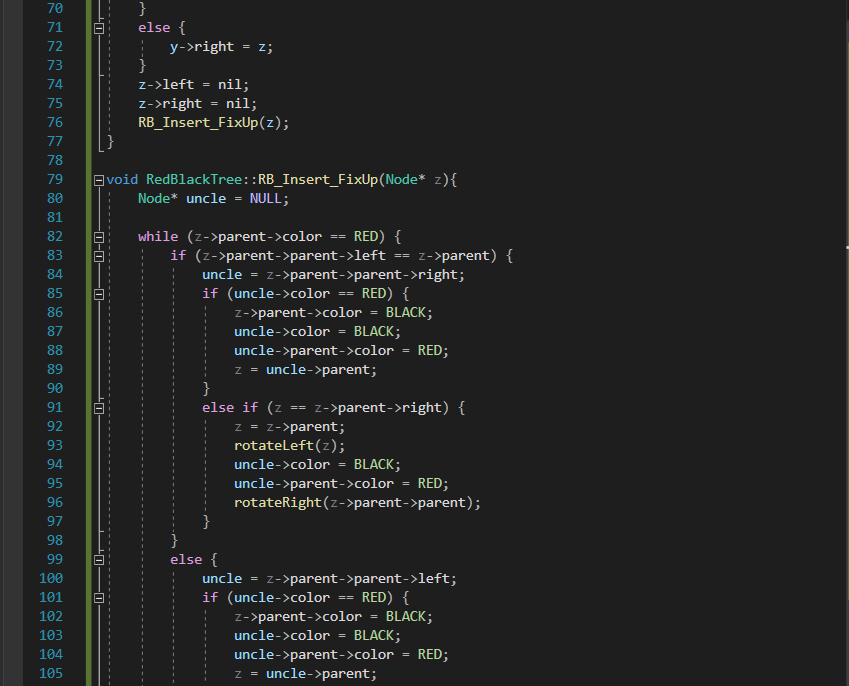 70 }
71 else {
72 y->right = z;
73 }
74 z->left = nil;
75 z->right = nil;
76 RB_Insert_FixUp(z);
77 }
78
79 void RedBlackTree::RB_Insert_FixUp(Node* z){
80 Node* uncle = NULL;
81
82 while (z->parent->color == RED) {
83 if (z->parent->parent->left == z->parent) {
84 uncle = z->parent->parent->right;
85 if (uncle->color == RED) {
86 z->parent->color = BLACK;
87 uncle->color = BLACK;
88 uncle->parent->color = RED;
89 z = uncle->parent;
90 }
91 else if (z == z->parent->right) {
92 z = z->parent;
93 rotateLeft(z);
94 uncle->color = BLACK;
95 uncle->parent->color = RED;
96 rotateRight(z->parent->parent);
97 }
98 }
99 else {
100 uncle = z->parent->parent->left;
101 if (uncle->color == RED) {
102 z->parent->color = BLACK;
103 uncle->color = BLACK;
104 uncle->parent->color = RED;
105 z = uncle->parent;